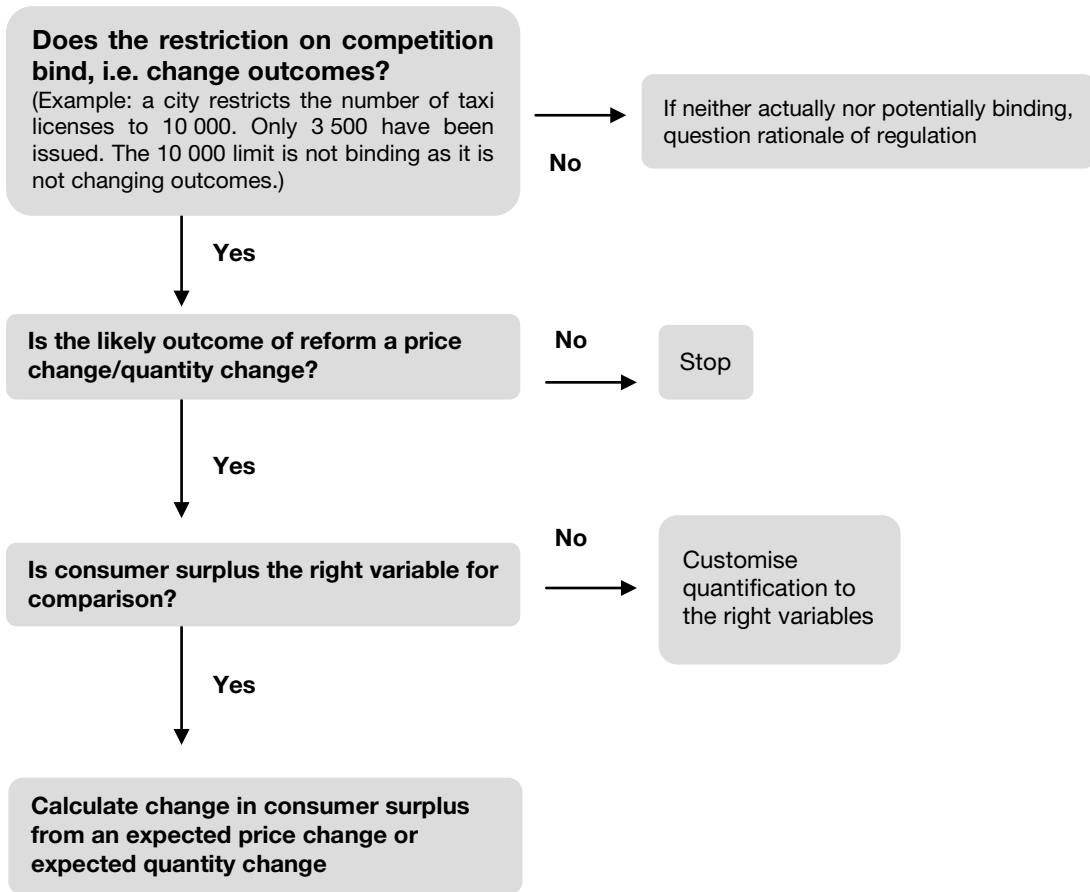 Does the restriction on competition
bind, i.e. change outcomes?
(Example: a city restricts the number of taxi
licenses to 10 000. Only 3 500 have been
issued. The 10 000 limit is not binding as it is
not changing outcomes.)
No
If neither actually nor potentially binding,
question rationale of regulation
Yes
Is the likely outcome of reform a price
change/quantity change?
No
Stop
Yes
Is consumer surplus the right variable for
comparison?
No
Customise
quantification to
the right variables
Yes
Calculate change in consumer surplus
from an expected price change or
expected quantity change